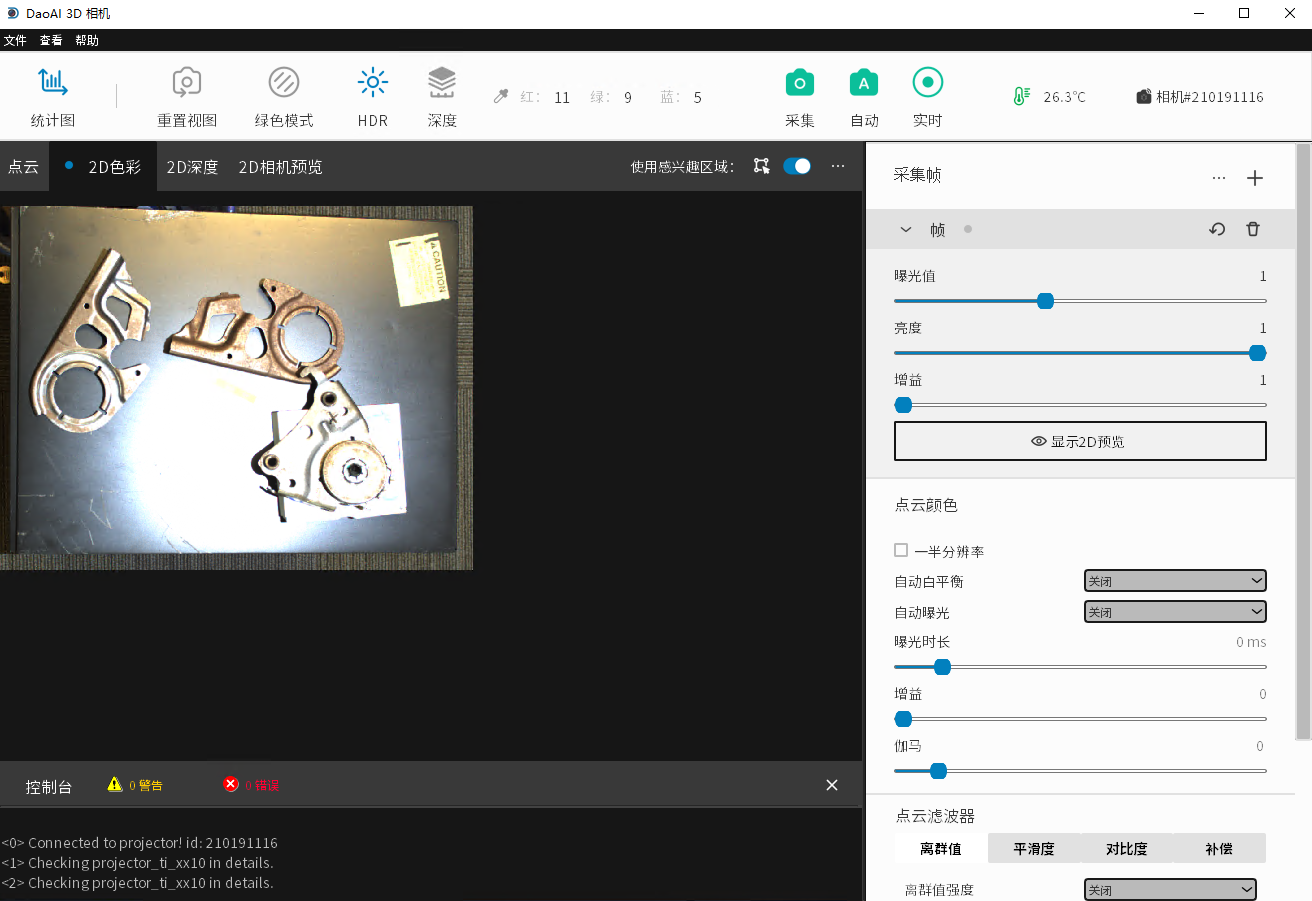 DaoAI 3D 相机
文件 查看 帮助
统计图 重置视图 绿色模式 HDR 深度 红： 11 绿： 9 蓝： 5 采集 自动 实时 26.3°C 相机#210191116
点云 2D色彩 2D深度 2D相机预览 使用感兴趣区域： ...
CAUTION
控制台 0 警告 0 错误
<0> Connected to projector! id: 210191116
<1> Checking projector_ti_xx10 in details.
<2> Checking projector_ti_xx10 in details.
采集帧 ...
帧
曝光值 1
亮度 1
增益 1
显示2D预览
点云颜色
一半分辨率
自动白平衡 关闭
自动曝光 关闭
曝光时长 0 ms
增益 0
伽马 0
点云滤波器
离群值 平滑度 对比度 补偿
离群值强度 关闭